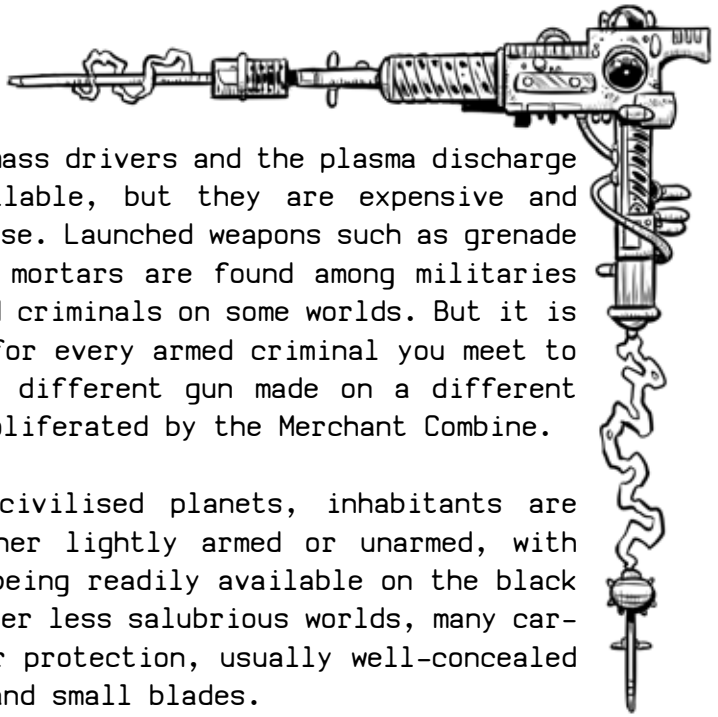 mass drivers and the plasma discharge
ilable, but they are expensive and
se. Launched weapons such as grenade
mortars are found among militaries
criminals on some worlds. But it is
for every armed criminal you meet to
different gun made on a different
oliferated by the Merchant Combine.
civilised planets, inhabitants are
her lightly armed or unarmed, with
being readily available on the black
er less salubrious worlds, many car-
r protection, usually well-concealed
and small blades.